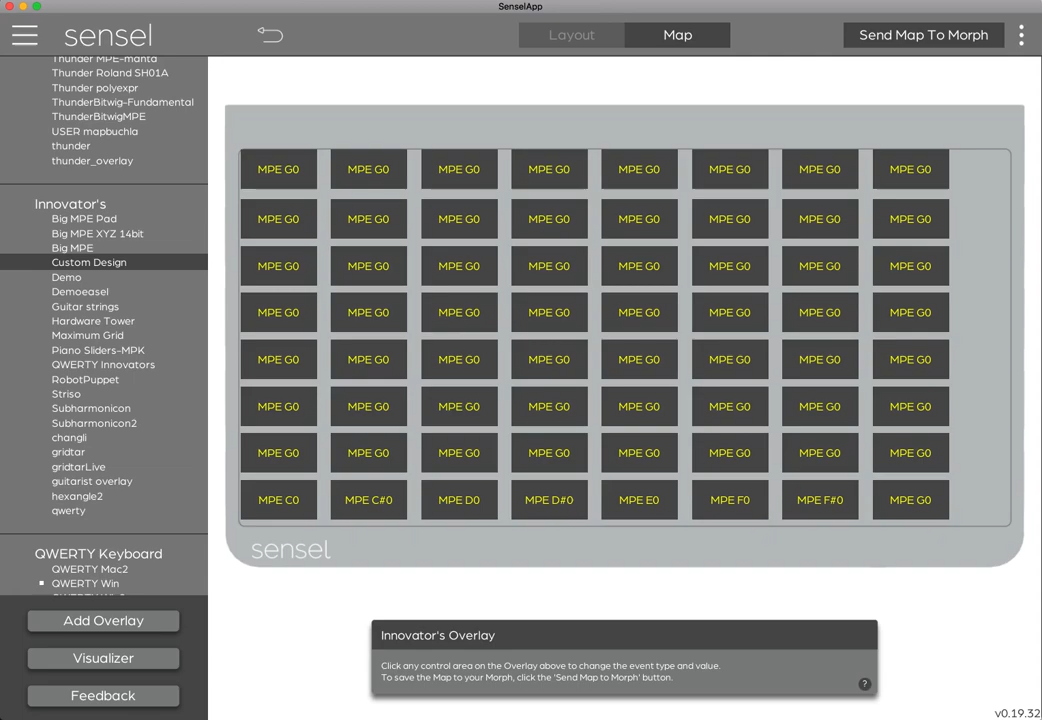 SenselApp
sensel
Layout
Map
Send Map To Morph
Thunder MPE-manta
Thunder Roland SH01A
Thunder polyexpr
ThunderBitwig-Fundamental
ThunderBitwigMPE
USER mapbuchla
thunder
thunder_overlay
Innovator's
Big MPE Pad
Big MPE XYZ 14bit
Big MPE
Custom Design
Demo
Demoeasel
Guitar strings
Hardware Tower
Maximum Grid
Piano Sliders-MPK
QWERTY Innovators
RobotPuppet
Striso
Subharmonicon
Subharmonicon2
changli
gridtar
gridtarLive
guitarist overlay
hexangle2
qwerty
QWERTY Keyboard
QWERTY Mac2
QWERTY Win
Add Overlay
Visualizer
Feedback
MPE G0 MPE G0 MPE G0 MPE G0 MPE G0 MPE G0 MPE G0 MPE G0
MPE G0 MPE G0 MPE G0 MPE G0 MPE G0 MPE G0 MPE G0 MPE G0
MPE G0 MPE G0 MPE G0 MPE G0 MPE G0 MPE G0 MPE G0 MPE G0
MPE G0 MPE G0 MPE G0 MPE G0 MPE G0 MPE G0 MPE G0 MPE G0
MPE G0 MPE G0 MPE G0 MPE G0 MPE G0 MPE G0 MPE G0 MPE G0
MPE G0 MPE G0 MPE G0 MPE G0 MPE G0 MPE G0 MPE G0 MPE G0
MPE G0 MPE G0 MPE G0 MPE G0 MPE G0 MPE G0 MPE G0 MPE G0
MPE C0 MPE C#0 MPE D0 MPE D#0 MPE E0 MPE F0 MPE F#0 MPE G0
sensel
Innovator's Overlay
Click any control area on the Overlay above to change the event type and value.
To save the Map to your Morph, click the 'Send Map to Morph' button.
?
v0.19.32